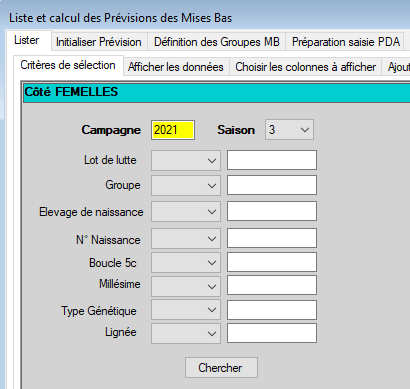 Liste et calcul des Prévisions des Mises Bas
Lister Initialiser Prévision Définition des Groupes MB Préparation saisie PDA
Critères de sélection Afficher les données Choisir les colonnes à afficher Ajout
Côté FEMELLES
Campagne 2021 Saison 3
Lot de lutte
Groupe
Elevage de naissance
N° Naissance
Boucle 5c
Millésime
Type Génétique
Lignée
Chercher